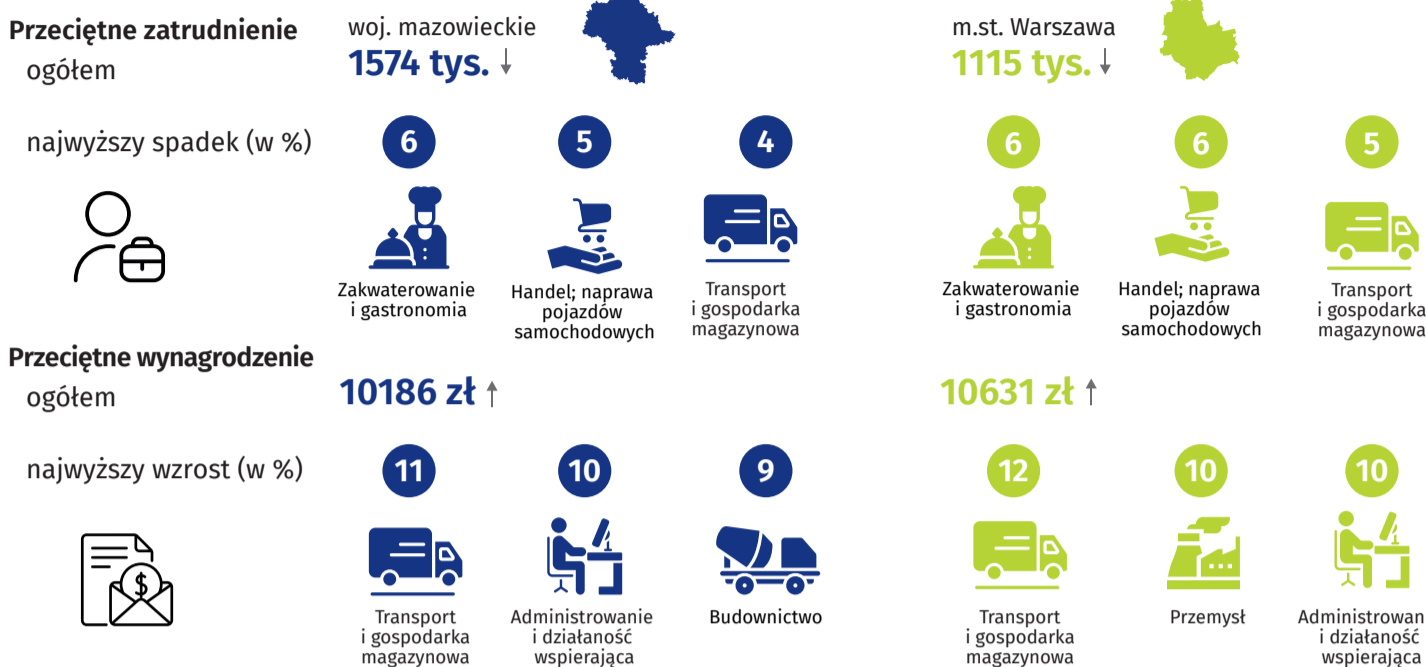 Przeciętne zatrudnienie
ogółem
woj. mazowieckie
1574 tys. ↓
m.st. Warszawa
1115 tys. ↓
najwyższy spadek (w %)
6
5
4
6
6
5
Zakwaterowanie
i gastronomia
Handel; naprawa
pojazdów
samochodowych
Transport
i gospodarka
magazynowa
Zakwaterowanie
i gastronomia
Handel; naprawa
pojazdów
samochodowych
Transport
i gospodarka
magazynowa
Przeciętne wynagrodzenie
ogółem
10186 zł ↑
10631 zł ↑
najwyższy wzrost (w %)
11
10
9
12
10
10
$
Transport
i gospodarka
magazynowa
Administrowanie
i działaność
wspierająca
Budownictwo
Transport
i gospodarka
magazynowa
Przemysł
Administrowan
i działaność
wspierająca